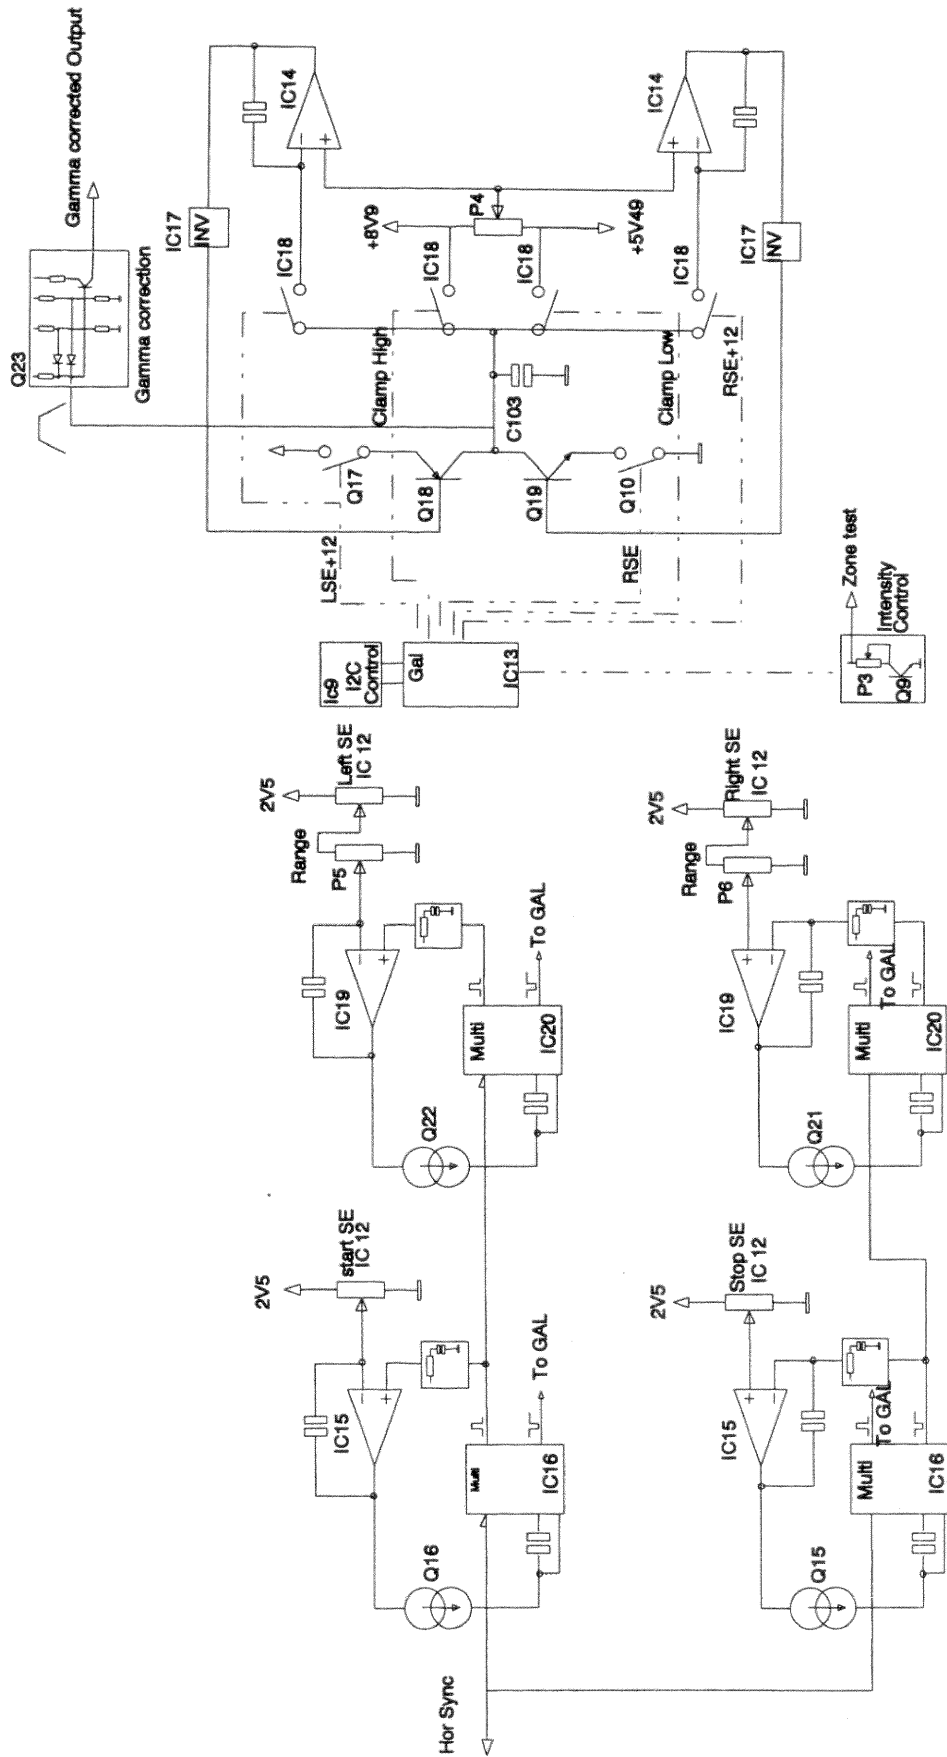 Hor Sync
Q16
IC15
2V5
start SE
IC 12
Multi
IC16
To GAL
Q15
IC15
2V5
Stop SE
IC 12
Multi
IC16
To GAL
Q22
IC19
Range
P5
2V5
Left SE
IC 12
Multi
IC20
To GAL
Q21
IC19
Range
P6
2V5
Right SE
IC 12
Multi
IC20
To GAL
Ic9
I2C
Control
Gal
IC13
P3
Q9
Zone test
Intensity
Control
LSE+12
RSE
Q17
Q18
Q19
Q10
C103
Clamp High
Clamp Low
RSE+12
Q23
Gamma correction
Gamma corrected Output
IC17
INV
IC18
IC18
IC18
IC18
+8V9
P4
+5V49
IC14
IC14
IC17
INV